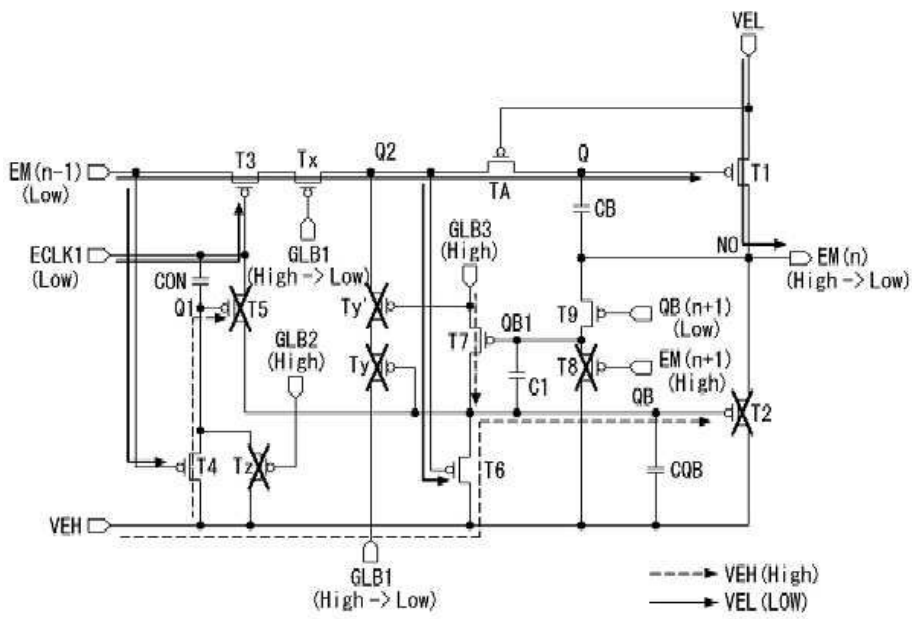 VEL
EM(n-1)
(Low)
T3
Tx
Q2
TA
Q
T1
CB
ECLK1
(Low)
CON
GLB1
(High->Low)
GLB3
(High)
NO
EM(n)
(High->Low)
Q1
T5
Ty'
T7
QB1
T9
QB(n+1)
(Low)
GLB2
(High)
Ty
C1
T8
EM(n+1)
(High)
QB
T2
T4
Tz
T6
CQB
VEH
GLB1
(High->Low)
VEH(High)
VEL(LOW)